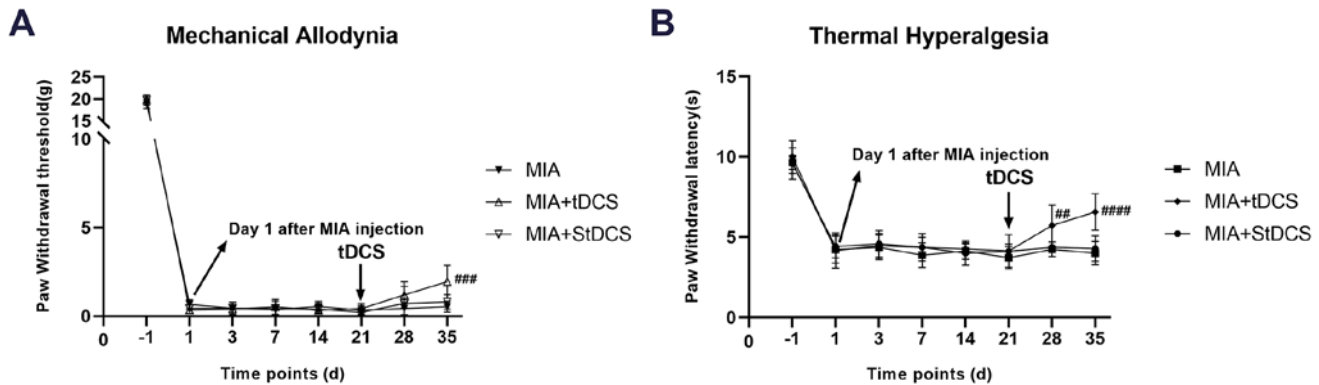 A
Mechanical Allodynia
Paw Withdrawal threshold(g)
25
20
15
10
5
0
0 -1 1 3 7 14 21 28 35
Time points (d)
Day 1 after MIA injection
tDCS
###
MIA
MIA+tDCS
MIA+StDCS
B
Thermal Hyperalgesia
Paw Withdrawal latency(s)
15
10
5
0
0 -1 1 3 7 14 21 28 35
Time points (d)
Day 1 after MIA injection
tDCS
##
####
MIA
MIA+tDCS
MIA+StDCS